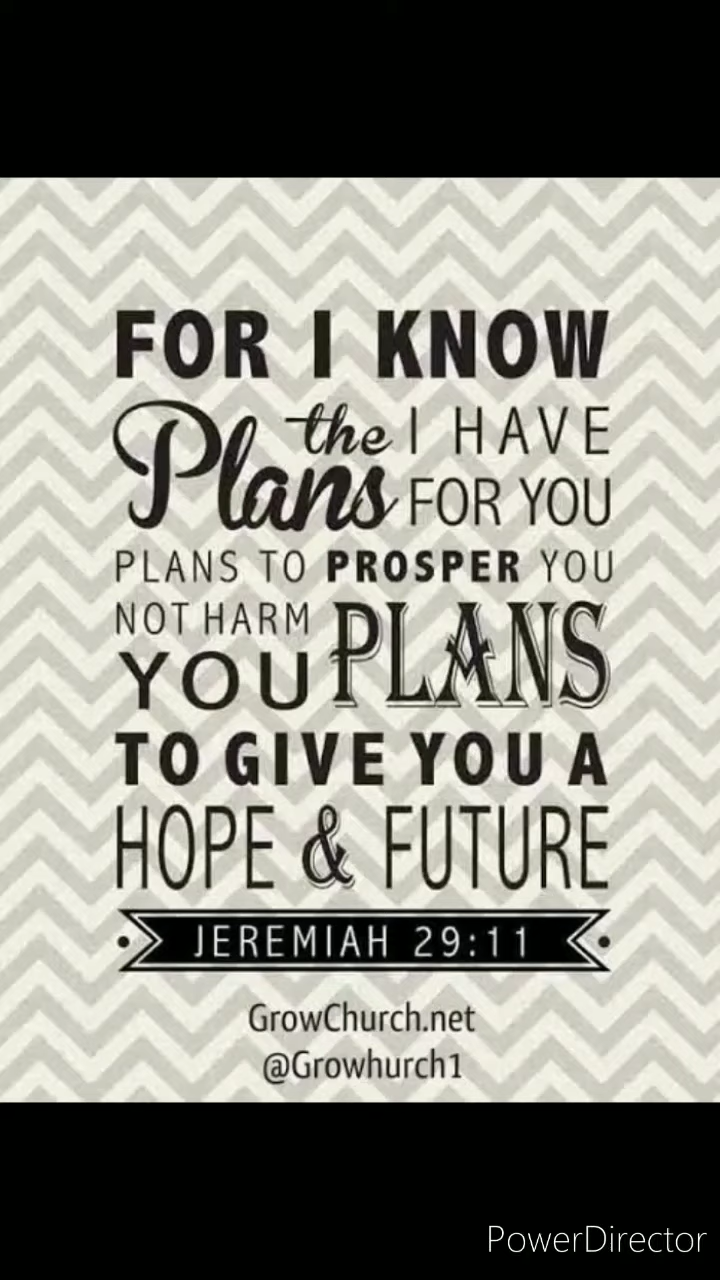 FOR I KNOW
the I HAVE
Plans FOR YOU
PLANS TO PROSPER YOU
NOT HARM
YOU PLANS
TO GIVE YOU A
HOPE & FUTURE
JEREMIAH 29:11
GrowChurch.net
@Growhurch1
PowerDirector